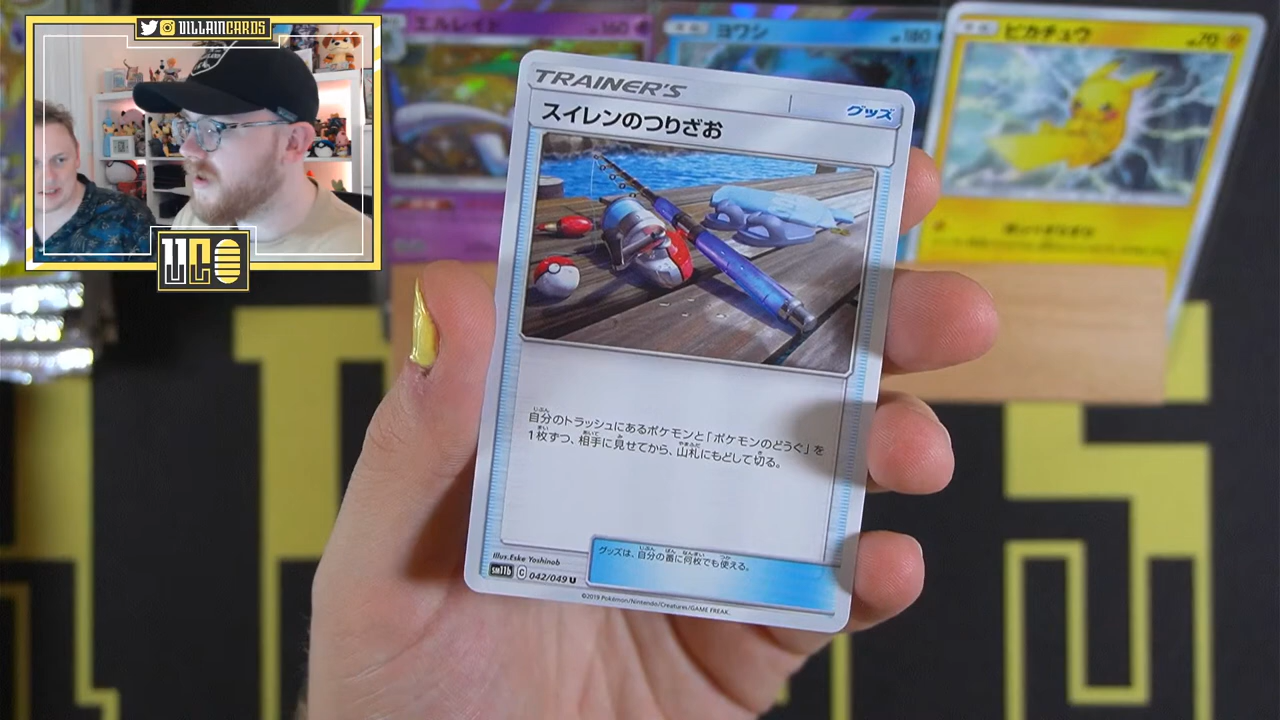 VILLAINCARDS
UCO
エルレイド
160
ヨワシ
180
ピカチュウ
70
TRAINER'S
グッズ
スイレンのつりざお
自分のトラッシュにあるポケモンと「ポケモンのどうぐ」を
1枚ずつ、相手に見せてから、山札にもどして切る。
グッズは、自分の番に何枚でも使える。
Illus.Eske Yoshinob
sm11b C 042/049 U
©2019 Pokémon/Nintendo/Creatures/GAME FREAK.